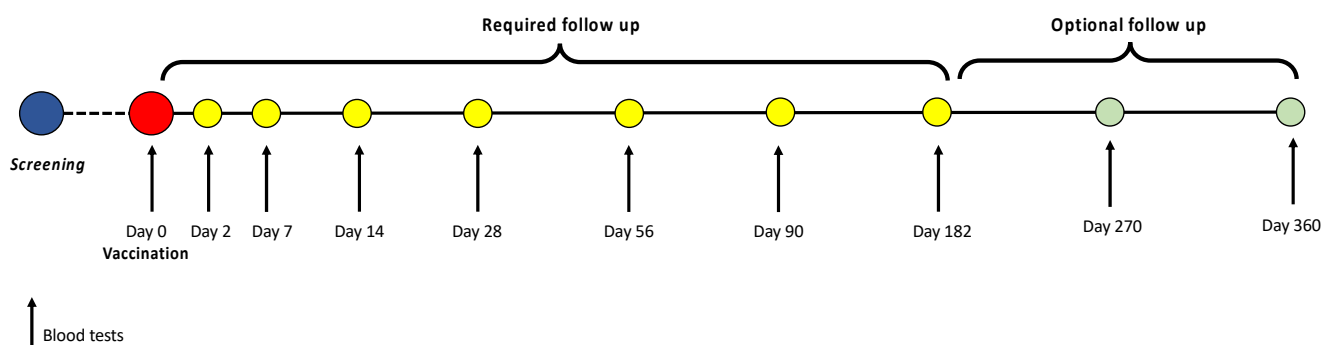 Required follow up
Optional follow up
Screening
Day 0
Vaccination
Day 2
Day 7
Day 14
Day 28
Day 56
Day 90
Day 182
Day 270
Day 360
Blood tests